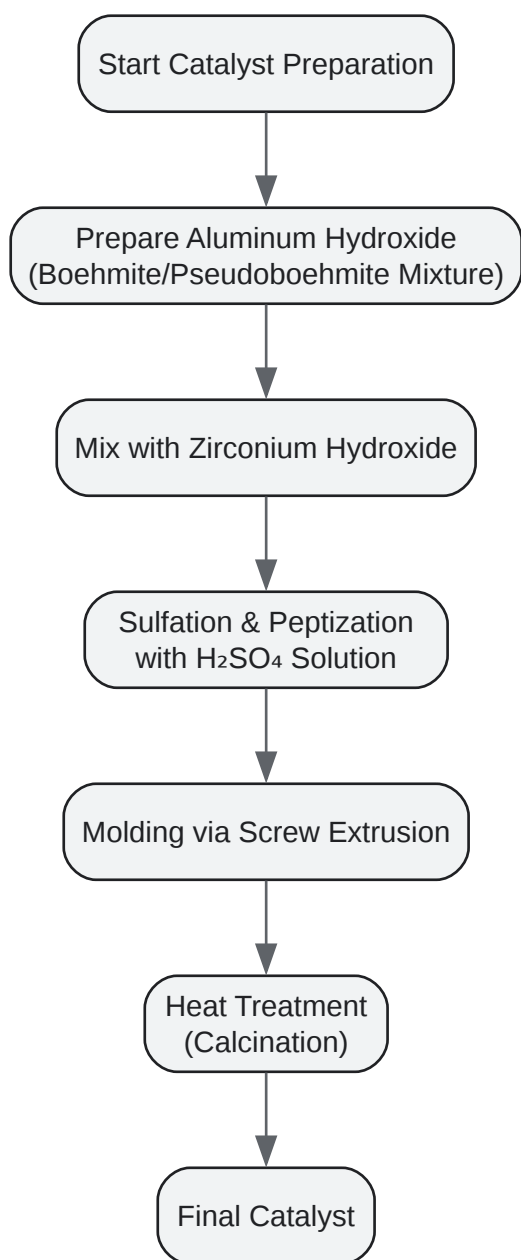 Start Catalyst Preparation
Prepare Aluminum Hydroxide
(Boehmite/Pseudoboehmite Mixture)
Mix with Zirconium Hydroxide
Sulfation & Peptization
with H₂SO₄ Solution
Molding via Screw Extrusion
Heat Treatment
(Calcination)
Final Catalyst